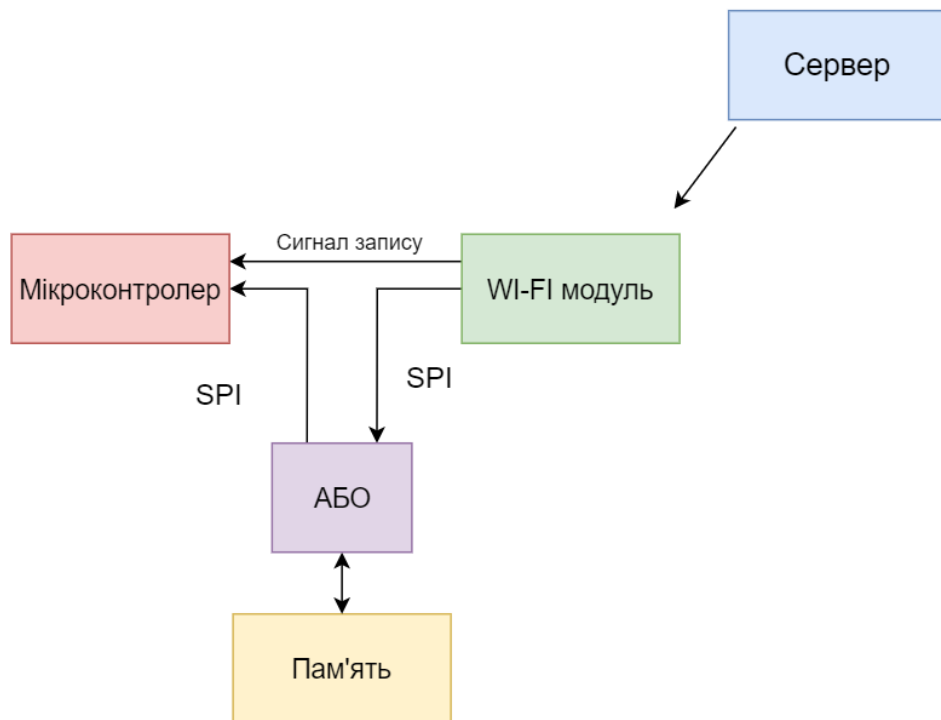 Сервер
Сигнал запису
Мікроконтролер
WI-FI модуль
SPI
SPI
АБО
Пам'ять